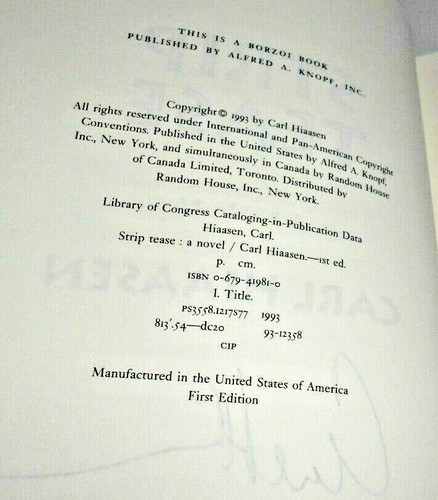 THIS IS A BORZOI BOOK
PUBLISHED BY ALFRED A. KNOPF, INC.
Copyright © 1993 by Carl Hiaasen
All rights reserved under International and Pan-American Copyright
Conventions. Published in the United States by Alfred A. Knopf,
Inc., New York, and simultaneously in Canada by Random House
of Canada Limited, Toronto. Distributed by
Random House, Inc., New York.
Library of Congress Cataloging-in-Publication Data
Hiaasen, Carl.
Strip tease : a novel / Carl Hiaasen.—1st ed.
p. cm.
ISBN 0-679-41981-0
I. Title.
PS3558.I217S77 1993
813'.54—dc20 93-12358
CIP
Manufactured in the United States of America
First Edition